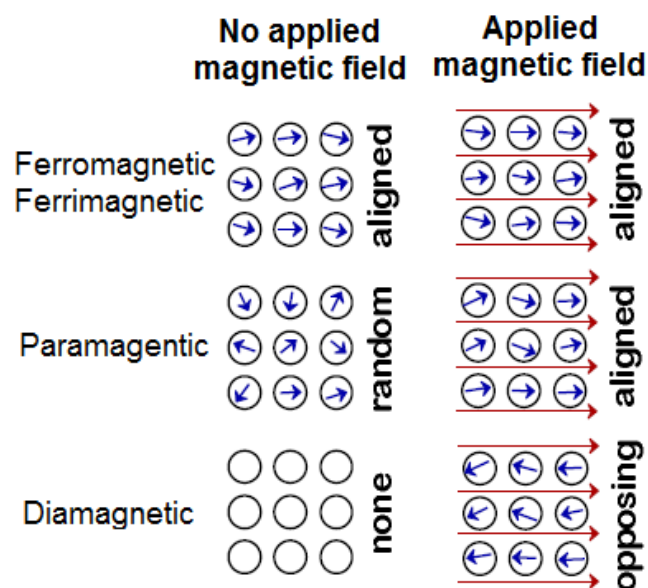 No applied
magnetic field
Applied
magnetic field
Ferromagnetic
Ferrimagnetic
aligned
aligned
Paramagentic
random
aligned
Diamagnetic
none
opposing